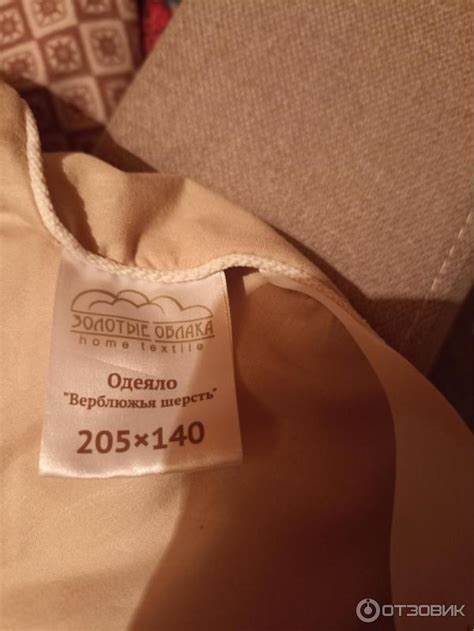 ЗОЛОТЫЕ ОБЛАКА
home textile
Одеяло
"Верблюжья шерсть"
205×140
ОТЗОВИК